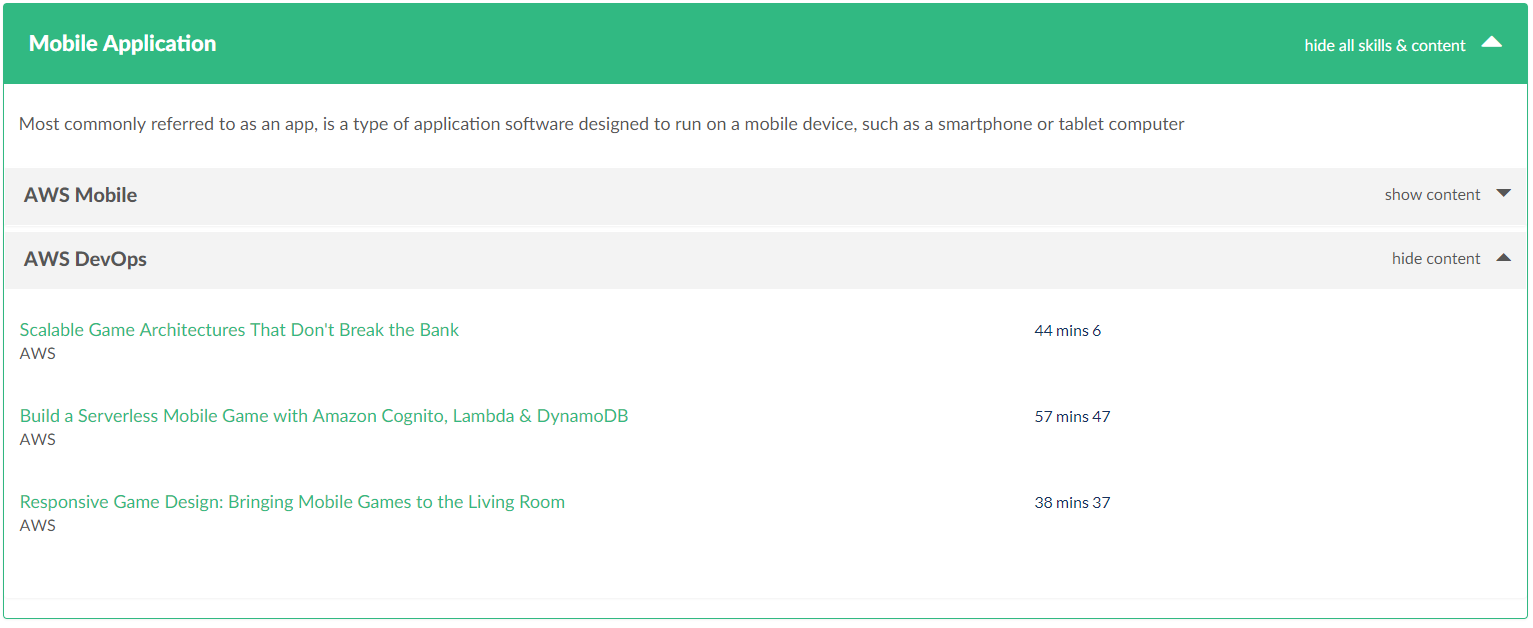 Mobile Application
hide all skills & content
Most commonly referred to as an app, is a type of application software designed to run on a mobile device, such as a smartphone or tablet computer
AWS Mobile
show content
AWS DevOps
hide content
Scalable Game Architectures That Don't Break the Bank
44 mins 6
AWS
Build a Serverless Mobile Game with Amazon Cognito, Lambda & DynamoDB
57 mins 47
AWS
Responsive Game Design: Bringing Mobile Games to the Living Room
38 mins 37
AWS